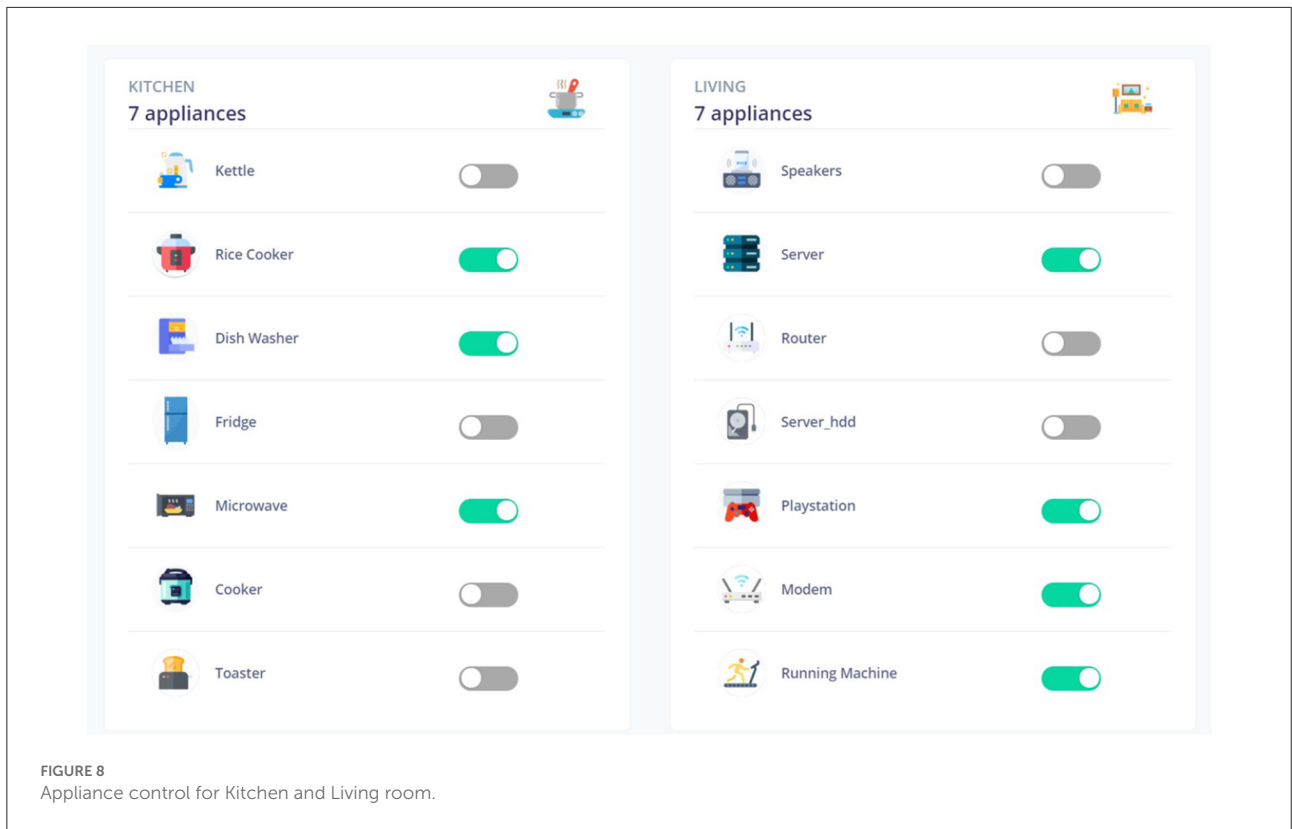 KITCHEN
7 appliances
Kettle
Rice Cooker
Dish Washer
Fridge
Microwave
Cooker
Toaster
LIVING
7 appliances
Speakers
Server
Router
Server_hdd
Playstation
Modem
Running Machine
FIGURE 8
Appliance control for Kitchen and Living room.